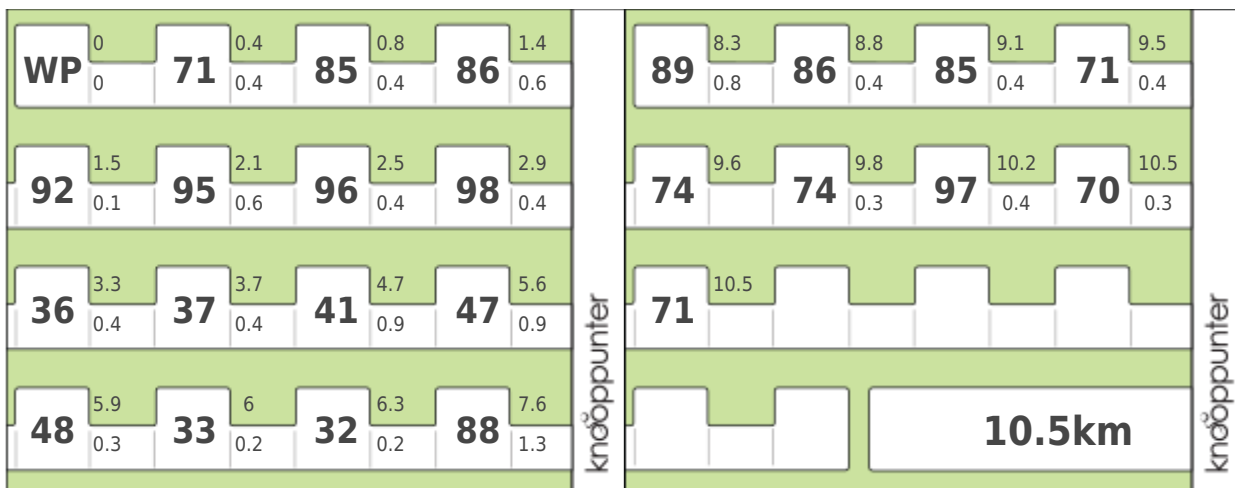 WP 0 0 71 0.4 0.4 85 0.8 0.4 86 1.4 0.6
92 1.5 0.1 95 2.1 0.6 96 2.5 0.4 98 2.9 0.4
36 3.3 0.4 37 3.7 0.4 41 4.7 0.9 47 5.6 0.9
48 5.9 0.3 33 6 0.2 32 6.3 0.2 88 7.6 1.3
knooppunter
89 8.3 0.8 86 8.8 0.4 85 9.1 0.4 71 9.5 0.4
74 9.6 74 9.8 0.3 97 10.2 0.4 70 10.5 0.3
71 10.5
10.5km
knooppunter